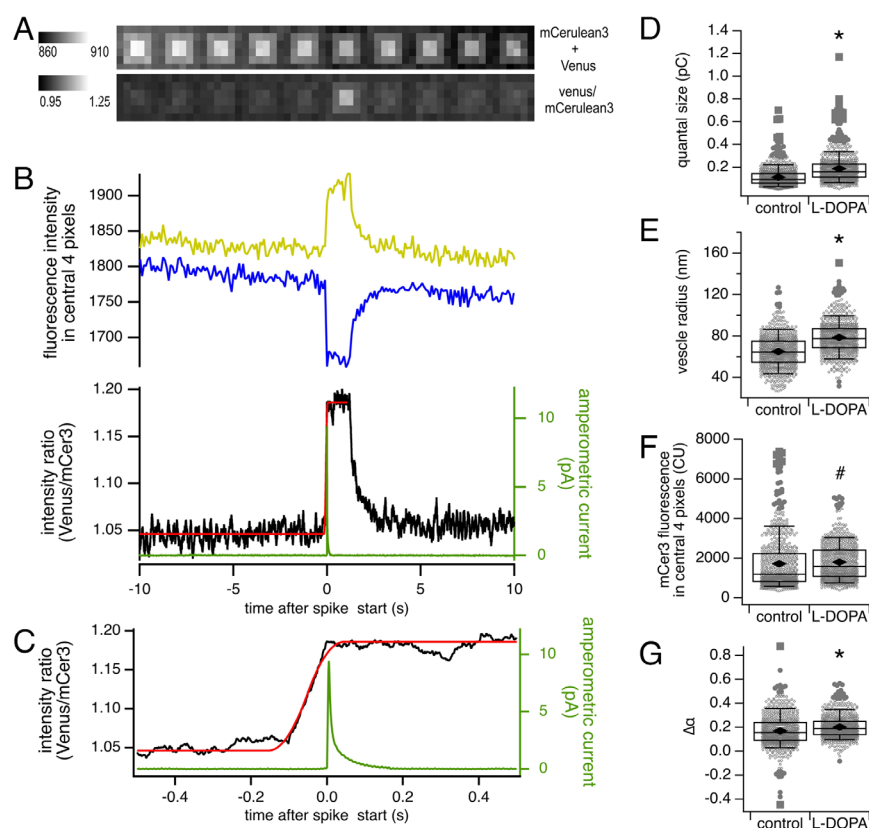 A
860 910
mCerulean3
+
Venus
0.95 1.25
venus/
mCerulean3
B
fluorescence intensity
in central 4 pixels
1900
1800
1750
1700
intensity ratio
(Venus/mCer3)
1.20
1.15
1.10
1.05
amperometric current
(pA)
10
5
2
0
-10 -5 0 5 10
time after spike start (s)
C
intensity ratio
(Venus/mCer3)
1.20
1.15
1.10
1.05
amperometric current
(pA)
10
5
2
0
-0.4 -0.2 0.0 0.2 0.4
time after spike start (s)
D
quantal size (pC)
1.4
1.2
1.0
0.8
0.6
0.4
0.2
*
control L-DOPA
E
vescle radius (nm)
160
120
80
40
*
control L-DOPA
F
mCer3 fluorescence
in central 4 pixels (CU)
8000
6000
4000
2000
0
#
control L-DOPA
G
Δα
0.8
0.6
0.4
0.2
0.0
-0.2
-0.4
*
control L-DOPA